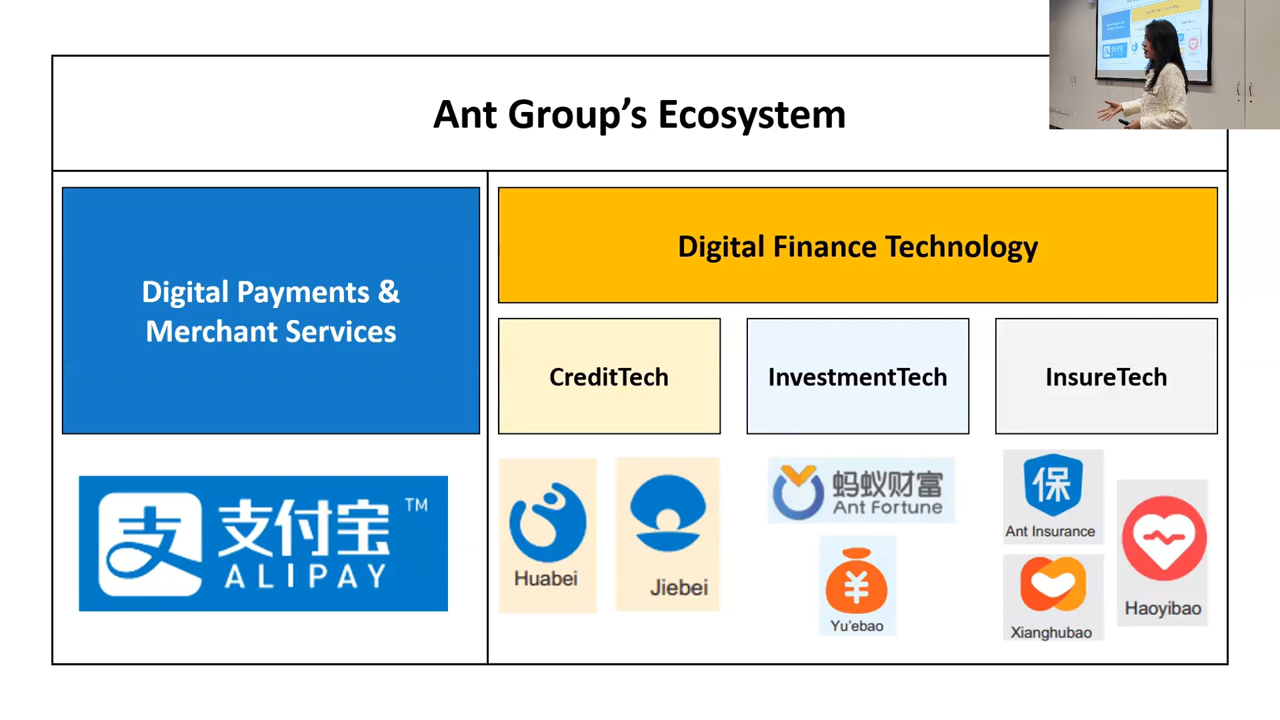 Ant Group’s Ecosystem
Digital Payments &
Merchant Services
Digital Finance Technology
CreditTech
InvestmentTech
InsureTech
支 支付宝 TM
ALIPAY
Huabei
Jiebei
蚂蚁财富
Ant Fortune
¥
Yu’ebao
保
Ant Insurance
Xianghubao
Haoyibao